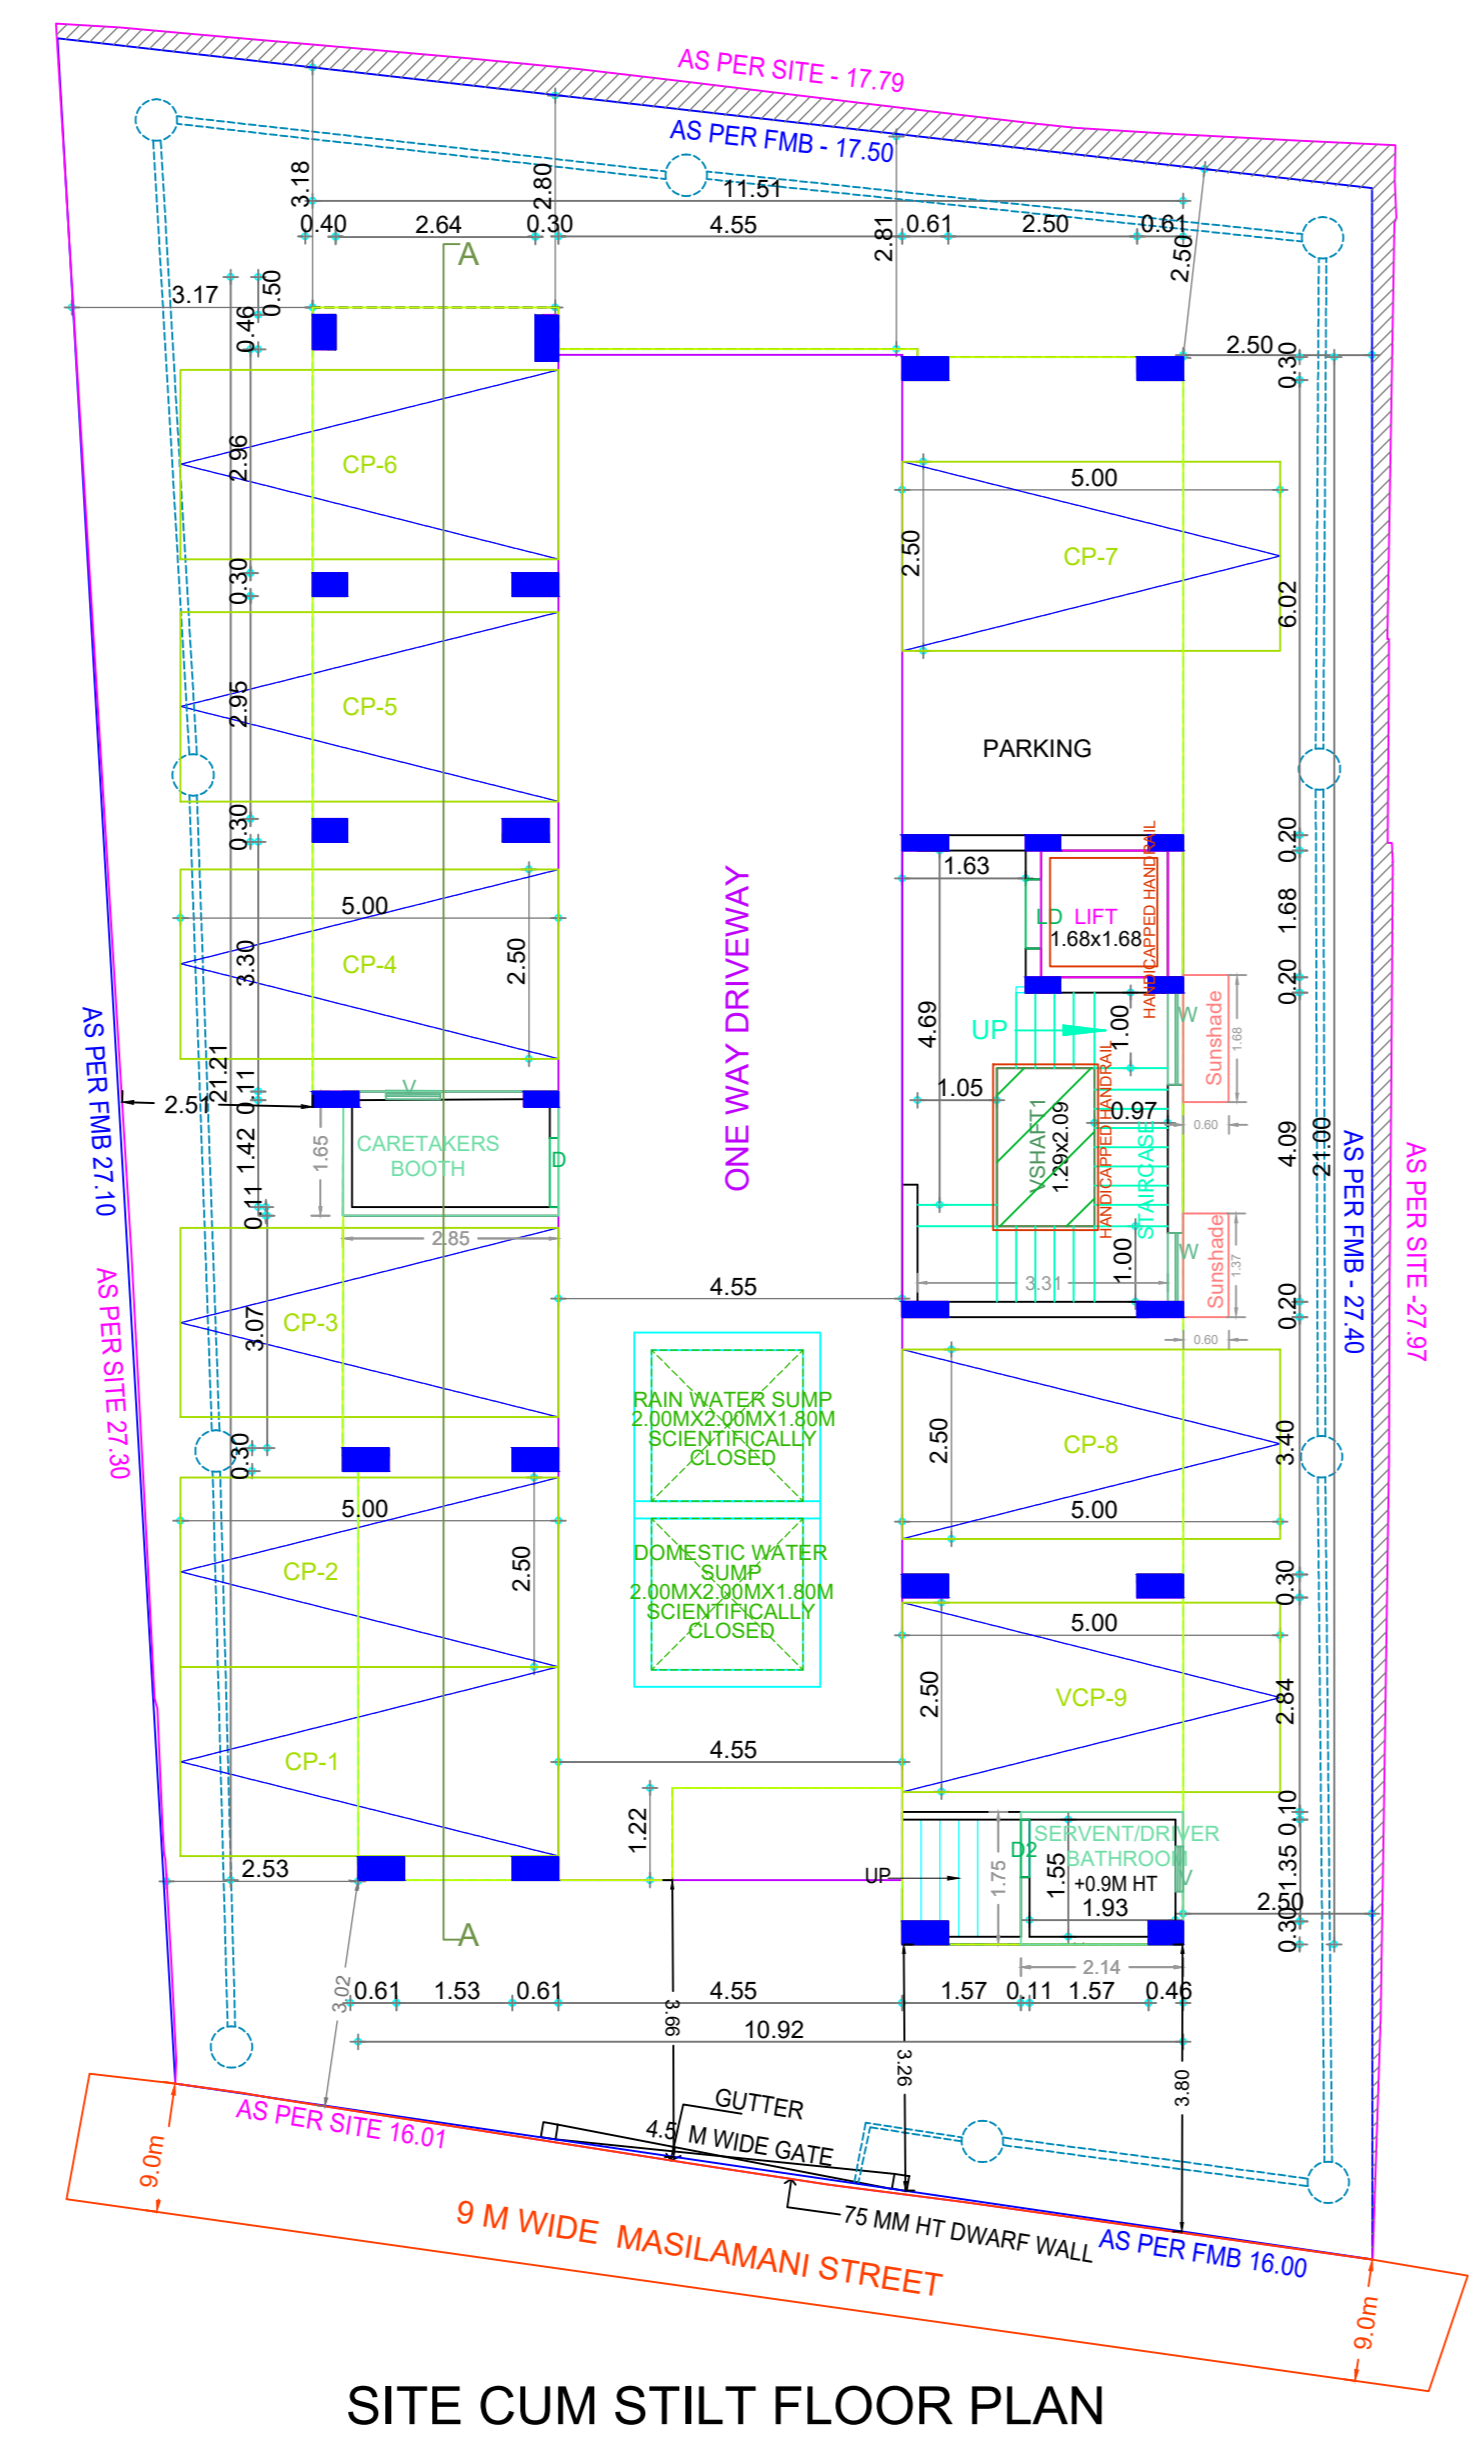 AS PER SITE - 17.79
AS PER FMB - 17.50
3.18
2.80
11.51
0.40
2.64
0.30
4.55
2.81
0.61
2.50
0.61
2.50
A
3.17
0.50
0.46
2.50
0.30
2.96
CP-6
5.00
2.50
CP-7
0.30
6.02
2.95
CP-5
PARKING
0.30
0.20
1.63
HANDICAPPED HANDRAIL
5.00
LD
LIFT
1.68x1.68
1.68
3.30
CP-4
2.50
ONE WAY DRIVEWAY
4.69
0.20
UP
1.00
W
Sunshade
1.68
AS PER FMB 27.10
21.21
2.51
0.11
V
1.05
VSHAFT1
1.29x2.09
HANDICAPPED HANDRAIL
0.97
STAIRCASE
0.60
1.42
1.65
CARETAKERS
BOOTH
D
4.09
21.00
AS PER FMB - 27.40
AS PER SITE -27.97
0.11
2.85
1.00
W
Sunshade
1.37
3.31
AS PER SITE 27.30
4.55
0.20
3.07
CP-3
0.60
RAIN WATER SUMP
2.00MX2.00MX1.80M
SCIENTIFICALLY
CLOSED
2.50
CP-8
3.40
0.30
5.00
5.00
DOMESTIC WATER
SUMP
2.00MX2.00MX1.80M
SCIENTIFICALLY
CLOSED
CP-2
2.50
0.30
5.00
2.50
VCP-9
2.84
CP-1
4.55
1.22
0.10
SERVENT/DRIVER
BATHROOM
D2
+0.9M HT
1.75
1.55
1.93
V
1.35
UP
2.53
2.50
0.30
A
2.14
3.02
0.61
1.53
0.61
4.55
1.57
0.11
1.57
0.46
3.66
10.92
3.26
3.08
GUTTER
4.5 M WIDE GATE
AS PER SITE 16.01
9.0m
75 MM HT DWARF WALL
AS PER FMB 16.00
9 M WIDE MASILAMANI STREET
9.0m
SITE CUM STILT FLOOR PLAN